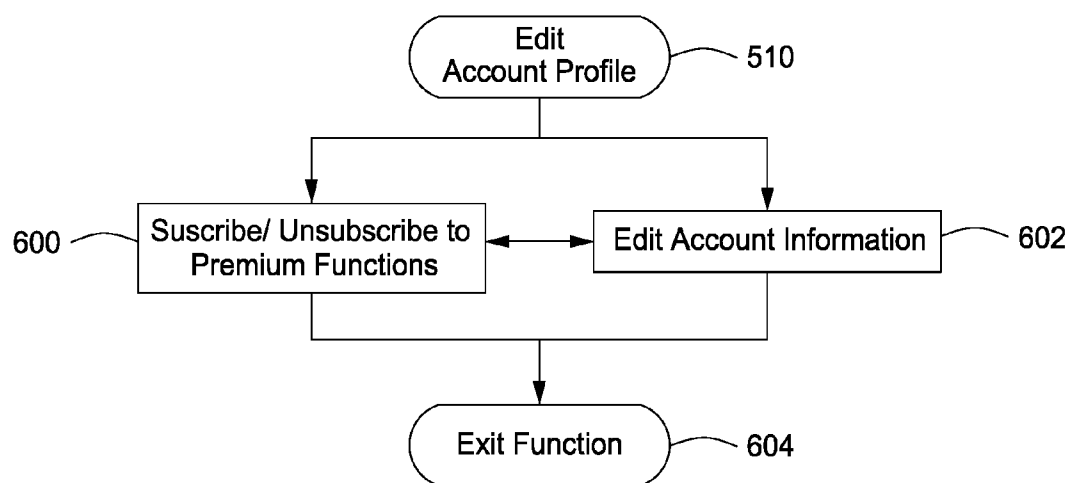 Edit
Account Profile
510
600
Suscribe/ Unsubscribe to
Premium Functions
Edit Account Information
602
Exit Function
604